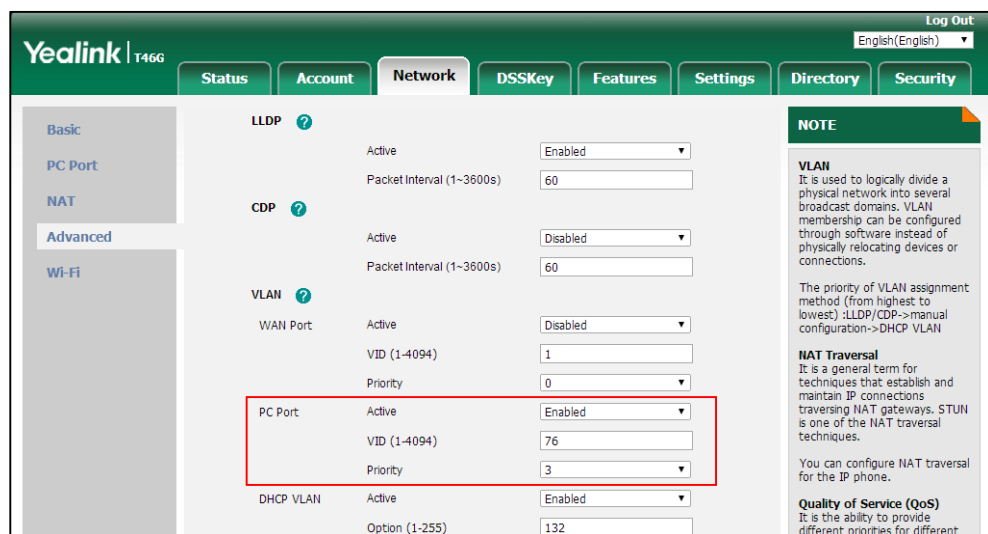 Log Out
Yealink | T46G
English(English)
Status
Account
Network
DSSKey
Features
Settings
Directory
Security
Basic
PC Port
NAT
Advanced
Wi-Fi
LLDP ?
Active Enabled
Packet Interval (1~3600s) 60
CDP ?
Active Disabled
Packet Interval (1~3600s) 60
VLAN ?
WAN Port Active Disabled
VID (1-4094) 1
Priority 0
PC Port Active Enabled
VID (1-4094) 76
Priority 3
DHCP VLAN Active Enabled
Option (1-255) 132
NOTE
VLAN
It is used to logically divide a
physical network into several
broadcast domains. VLAN
membership can be configured
through software instead of
physically relocating devices or
connections.
The priority of VLAN assignment
method (from highest to
lowest) :LLDP/CDP->manual
configuration->DHCP VLAN
NAT Traversal
It is a general term for
techniques that establish and
maintain IP connections
traversing NAT gateways. STUN
is one of the NAT traversal
techniques.
You can configure NAT traversal
for the IP phone.
Quality of Service (QoS)
It is the ability to provide
different priorities for different